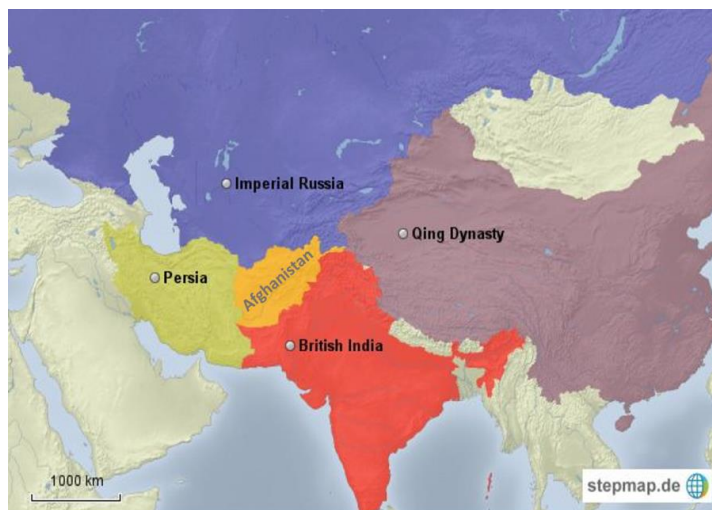 Imperial Russia
Qing Dynasty
Persia
Afghanistan
British India
1000 km
stepmap.de